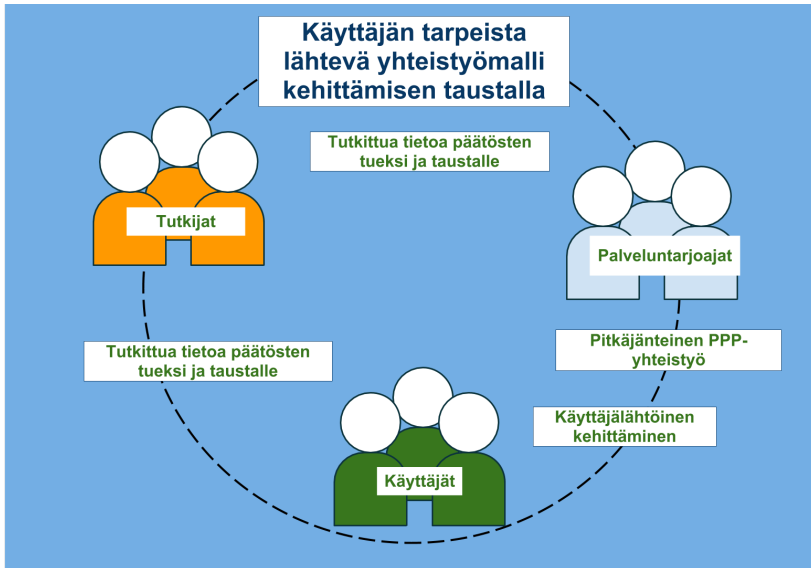 Käyttäjän tarpeista
lähtevä yhteistyömalli
kehittämisen taustalla
Tutkittua tietoa päätösten
tueksi ja taustalle
Tutkijat
Palveluntarjoajat
Tutkittua tietoa päätösten
tueksi ja taustalle
Pitkäjänteinen PPP-
yhteistyö
Käyttäjälähtöinen
kehittäminen
Käyttäjät